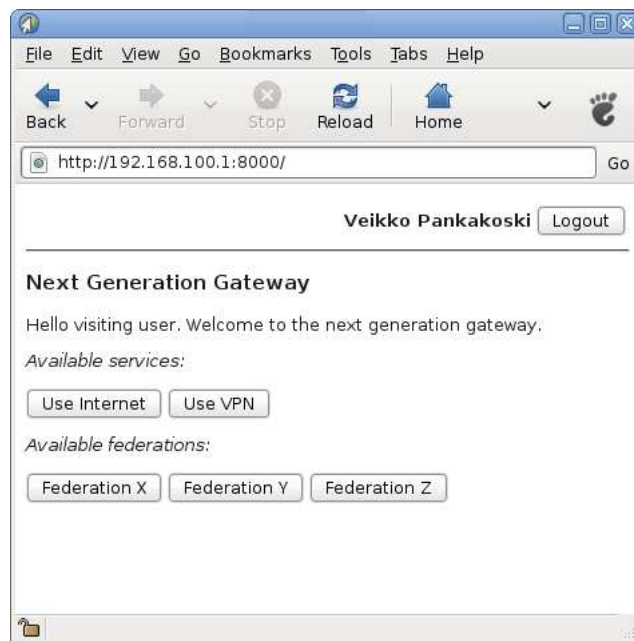 File Edit View Go Bookmarks Tools Tabs Help
Back Forward Stop Reload Home
http://192.168.100.1:8000/ Go
Veikko Pankakoski Logout
Next Generation Gateway
Hello visiting user. Welcome to the next generation gateway.
Available services:
Use Internet Use VPN
Available federations:
Federation X Federation Y Federation Z